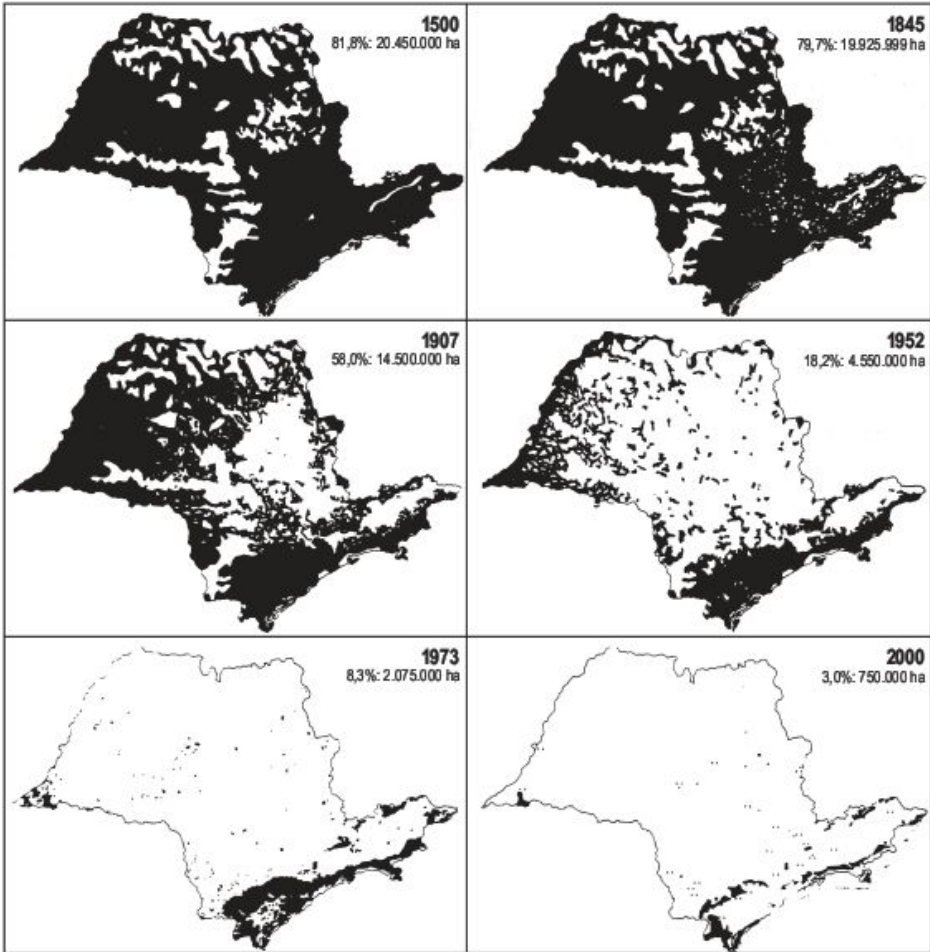 1500
81,8%: 20.450.000 ha
1845
79,7%: 19.925.999 ha
1907
58,0%: 14.500.000 ha
1952
18,2%: 4.550.000 ha
1973
8,3%: 2.075.000 ha
2000
3,0%: 750.000 ha